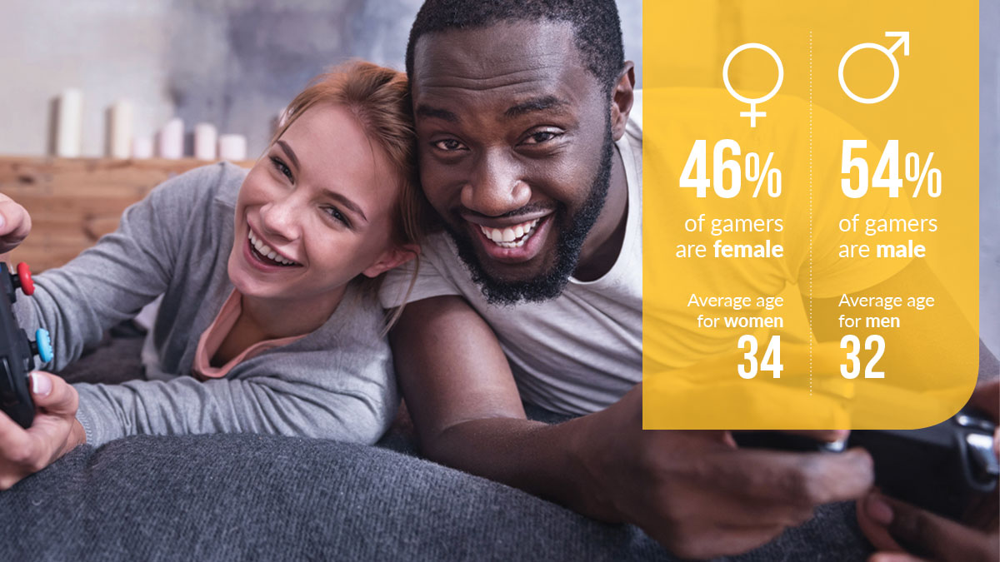 46%
of gamers
are female
Average age
for women
34
54%
of gamers
are male
Average age
for men
32